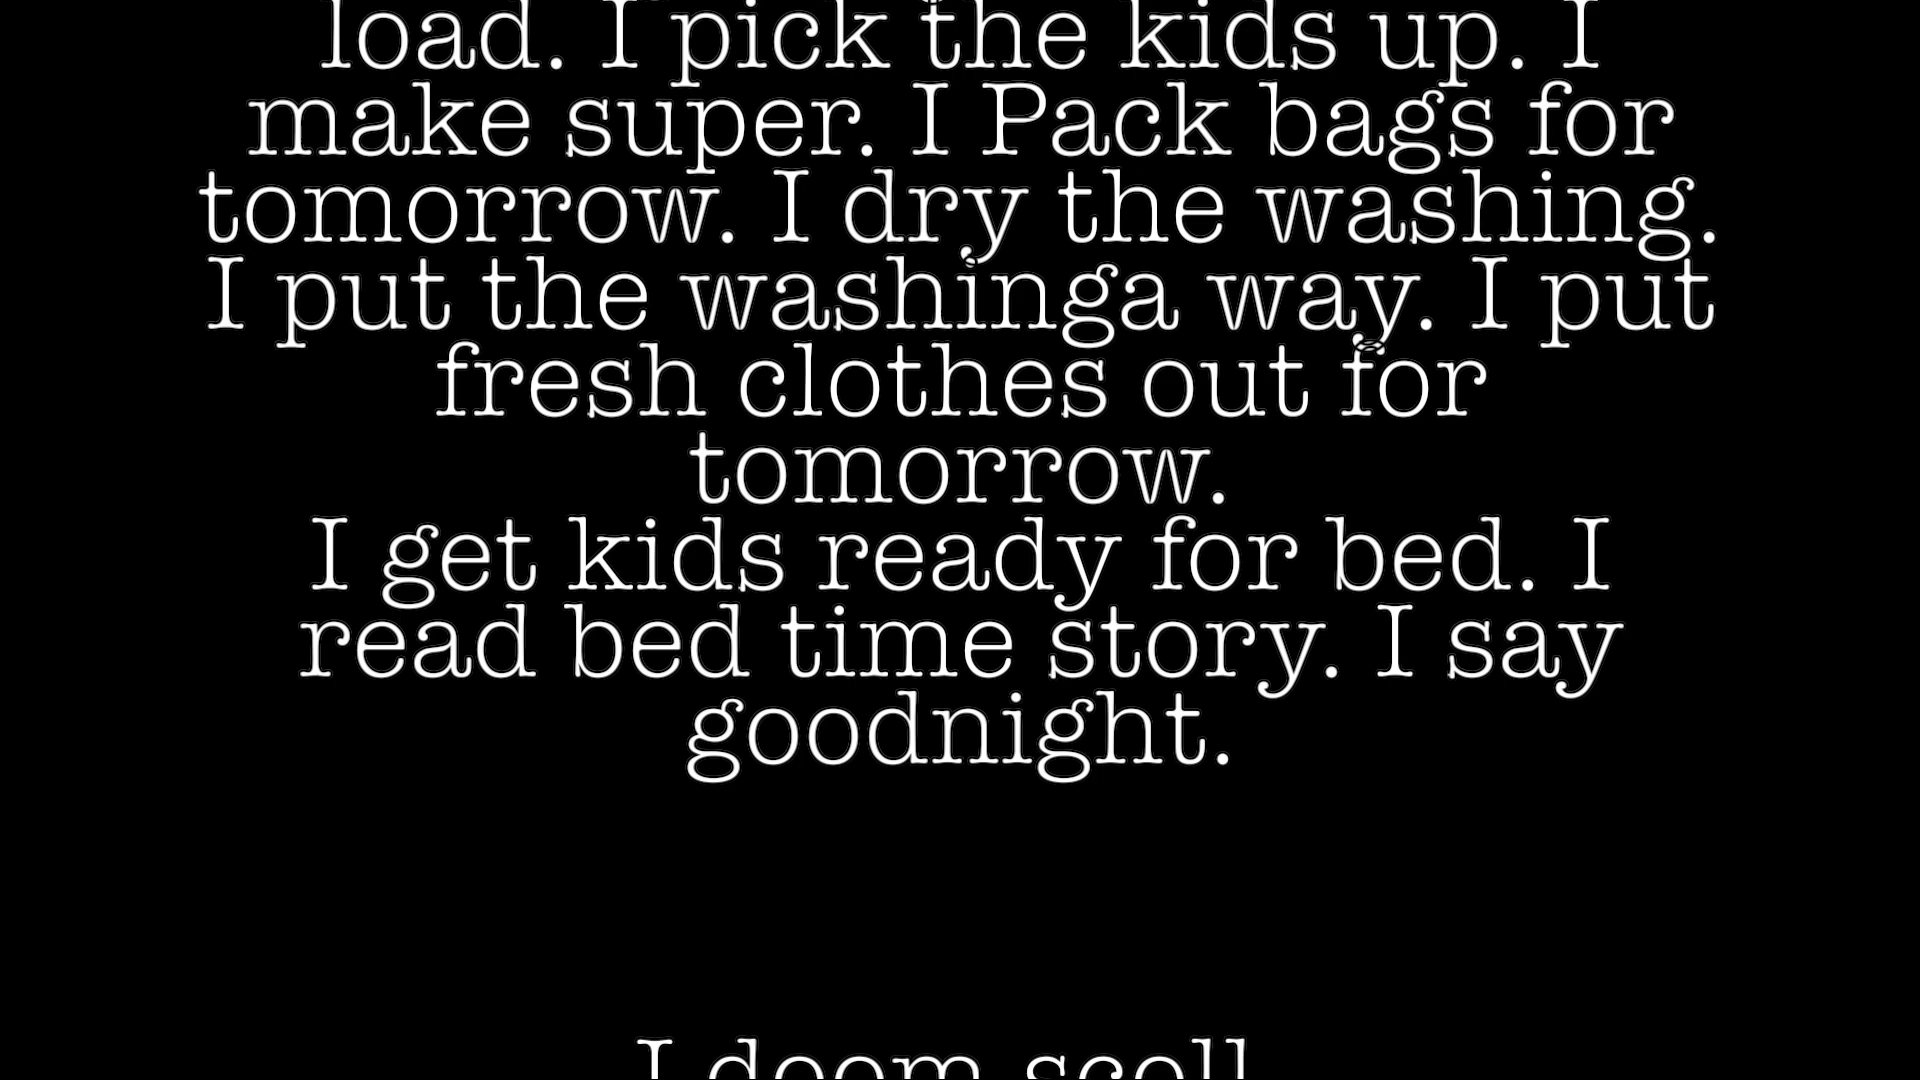 load. I pick the kids up. I
make super. I Pack bags for
tomorrow. I dry the washing.
I put the washinga way. I put
fresh clothes out for
tomorrow.
I get kids ready for bed. I
read bed time story. I say
goodnight.
I doom scoll